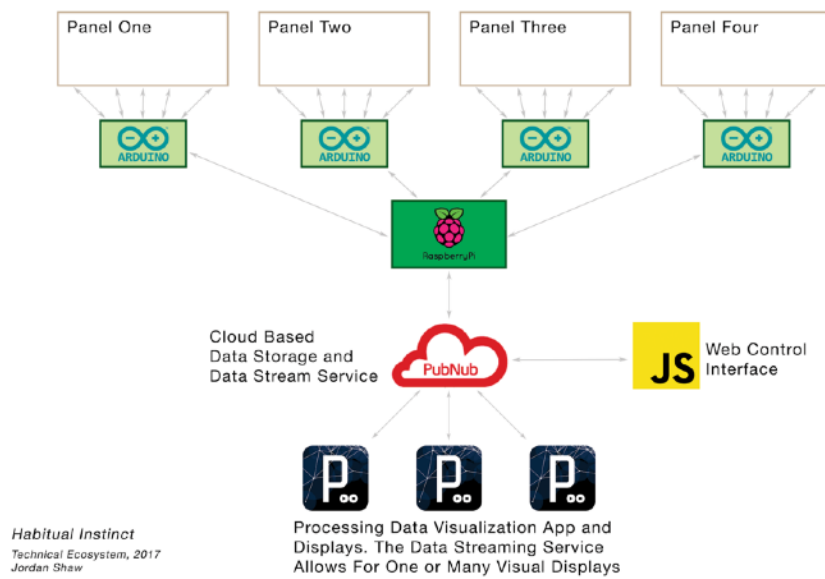 Panel One
Panel Two
Panel Three
Panel Four
ARDUINO
ARDUINO
ARDUINO
ARDUINO
RaspberryPi
Cloud Based
Data Storage and
Data Stream Service
PubNub
JS
Web Control
Interface
P
P
P
Processing Data Visualization App and
Displays. The Data Streaming Service
Allows For One or Many Visual Displays
Habitual Instinct
Technical Ecosystem, 2017
Jordan Shaw